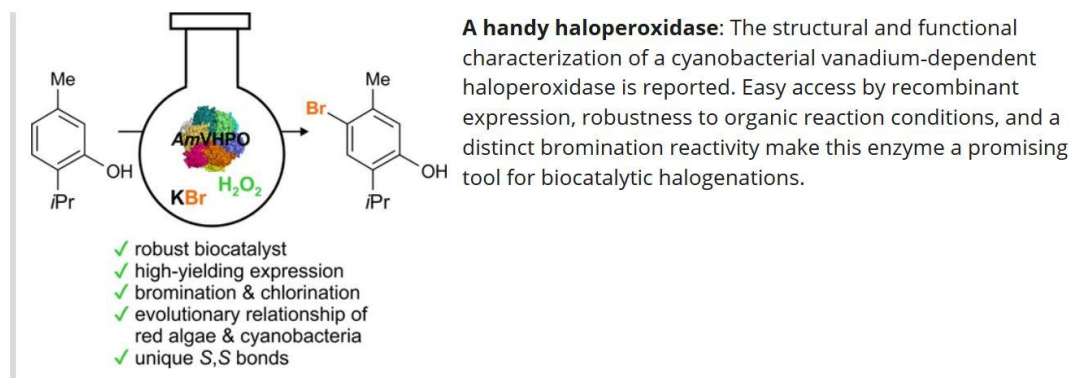 Me
OH
iPr
AmVHPO
KBr
H₂O₂
Me
Br
OH
iPr
✓ robust biocatalyst
✓ high-yielding expression
✓ bromination & chlorination
✓ evolutionary relationship of
red algae & cyanobacteria
✓ unique S,S bonds
A handy haloperoxidase: The structural and functional
characterization of a cyanobacterial vanadium-dependent
haloperoxidase is reported. Easy access by recombinant
expression, robustness to organic reaction conditions, and a
distinct bromination reactivity make this enzyme a promising
tool for biocatalytic halogenations.